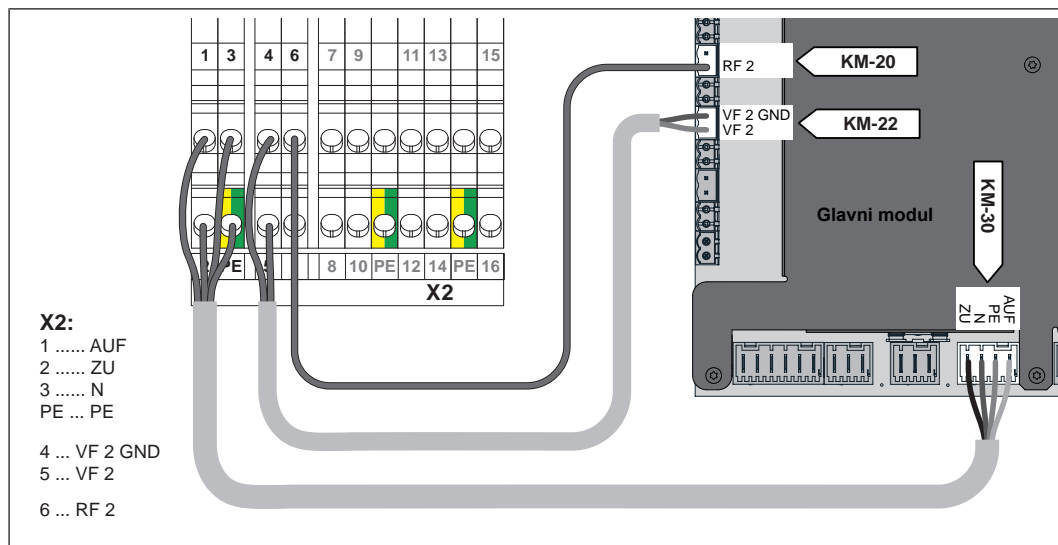 1 3 4 6 7 9 11 13 15
RF 2
KM-20
VF 2 GND
VF 2
KM-22
KM-30
Glavni modul
PE 5 8 10 PE 12 14 PE 16
X2
AUF
PE
N
ZU
X2:
1 ...... AUF
2 ...... ZU
3 ...... N
PE ... PE
4 ... VF 2 GND
5 ... VF 2
6 ... RF 2